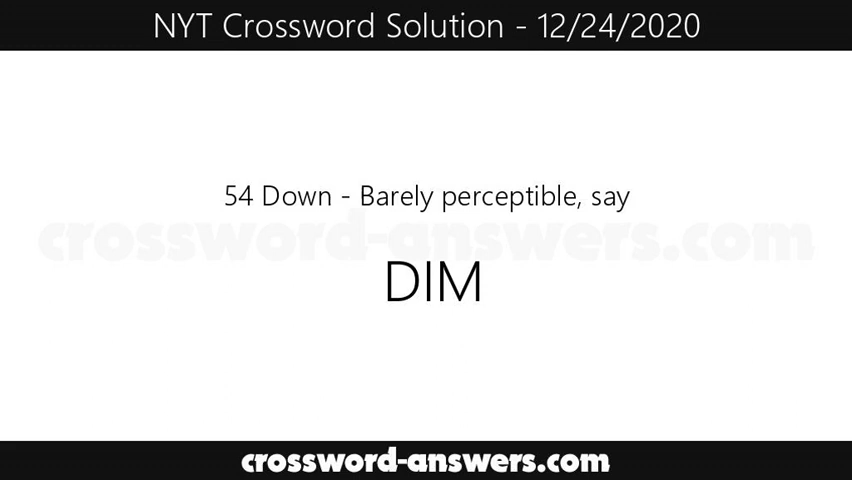 NYT Crossword Solution - 12/24/2020
54 Down - Barely perceptible, say
crossword-answers.com
DIM
crossword-answers.com